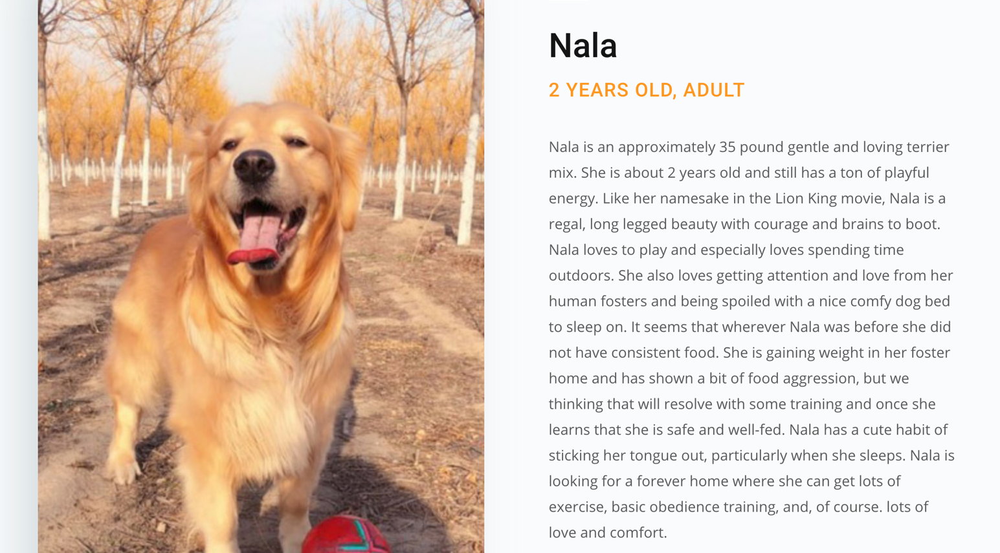 Nala
2 YEARS OLD, ADULT
Nala is an approximately 35 pound gentle and loving terrier
mix. She is about 2 years old and still has a ton of playful
energy. Like her namesake in the Lion King movie, Nala is a
regal, long legged beauty with courage and brains to boot.
Nala loves to play and especially loves spending time
outdoors. She also loves getting attention and love from her
human fosters and being spoiled with a nice comfy dog bed
to sleep on. It seems that wherever Nala was before she did
not have consistent food. She is gaining weight in her foster
home and has shown a bit of food aggression, but we
thinking that will resolve with some training and once she
learns that she is safe and well-fed. Nala has a cute habit of
sticking her tongue out, particularly when she sleeps. Nala is
looking for a forever home where she can get lots of
exercise, basic obedience training, and, of course. lots of
love and comfort.